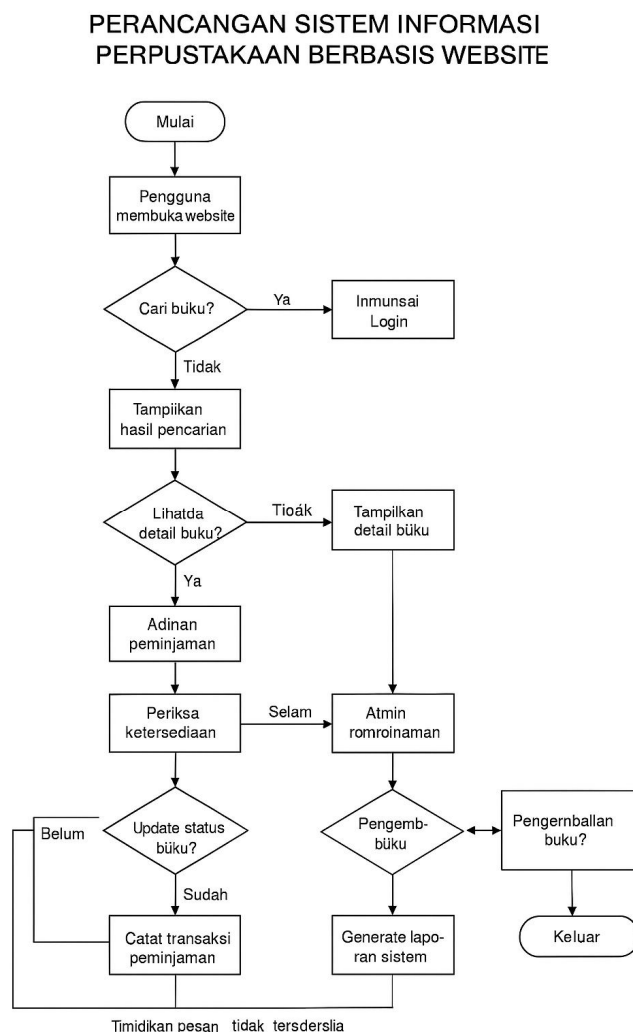 PERANCANGAN SISTEM INFORMASI
PERPUSTAKAAN BERBASIS WEBSITE
Mulai
Pengguna
membuka website
Cari buku?
Ya
Inmunsai
Login
Tidak
Tampiikan
hasil pencarian
Lihatda
detail buku?
Tioák
Tampilkan
detail büku
Ya
Adinan
peminjaman
Periksa
ketersediaan
Selam
Atmin
romroinaman
Belum
Update status
büku?
Pengemb-
büku
Pengernballan
buku?
Sudah
Catat transaksi
peminjaman
Generate lapo-
ran sistem
Keluar
Timidikan pesan tidak tersderslia